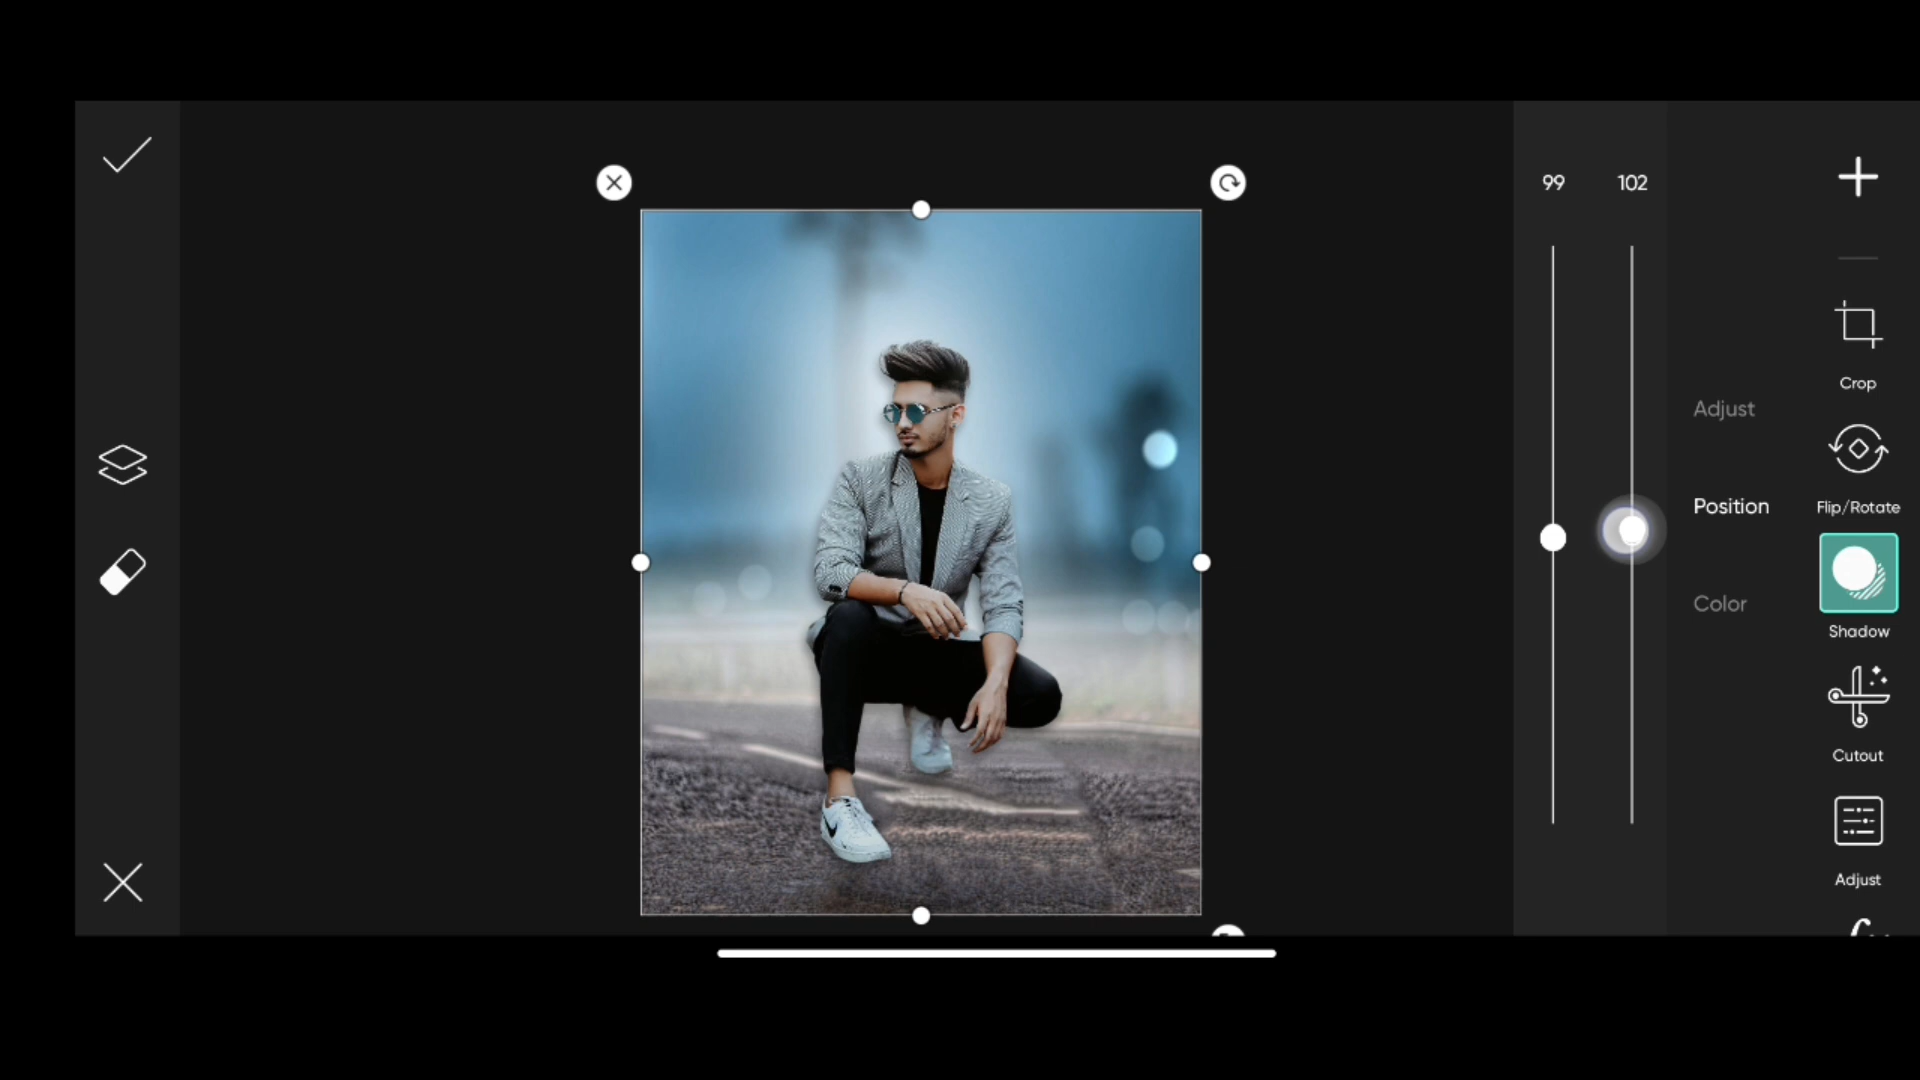 99 102
Adjust
Position
Color
Crop
Flip/Rotate
Shadow
Cutout
Adjust